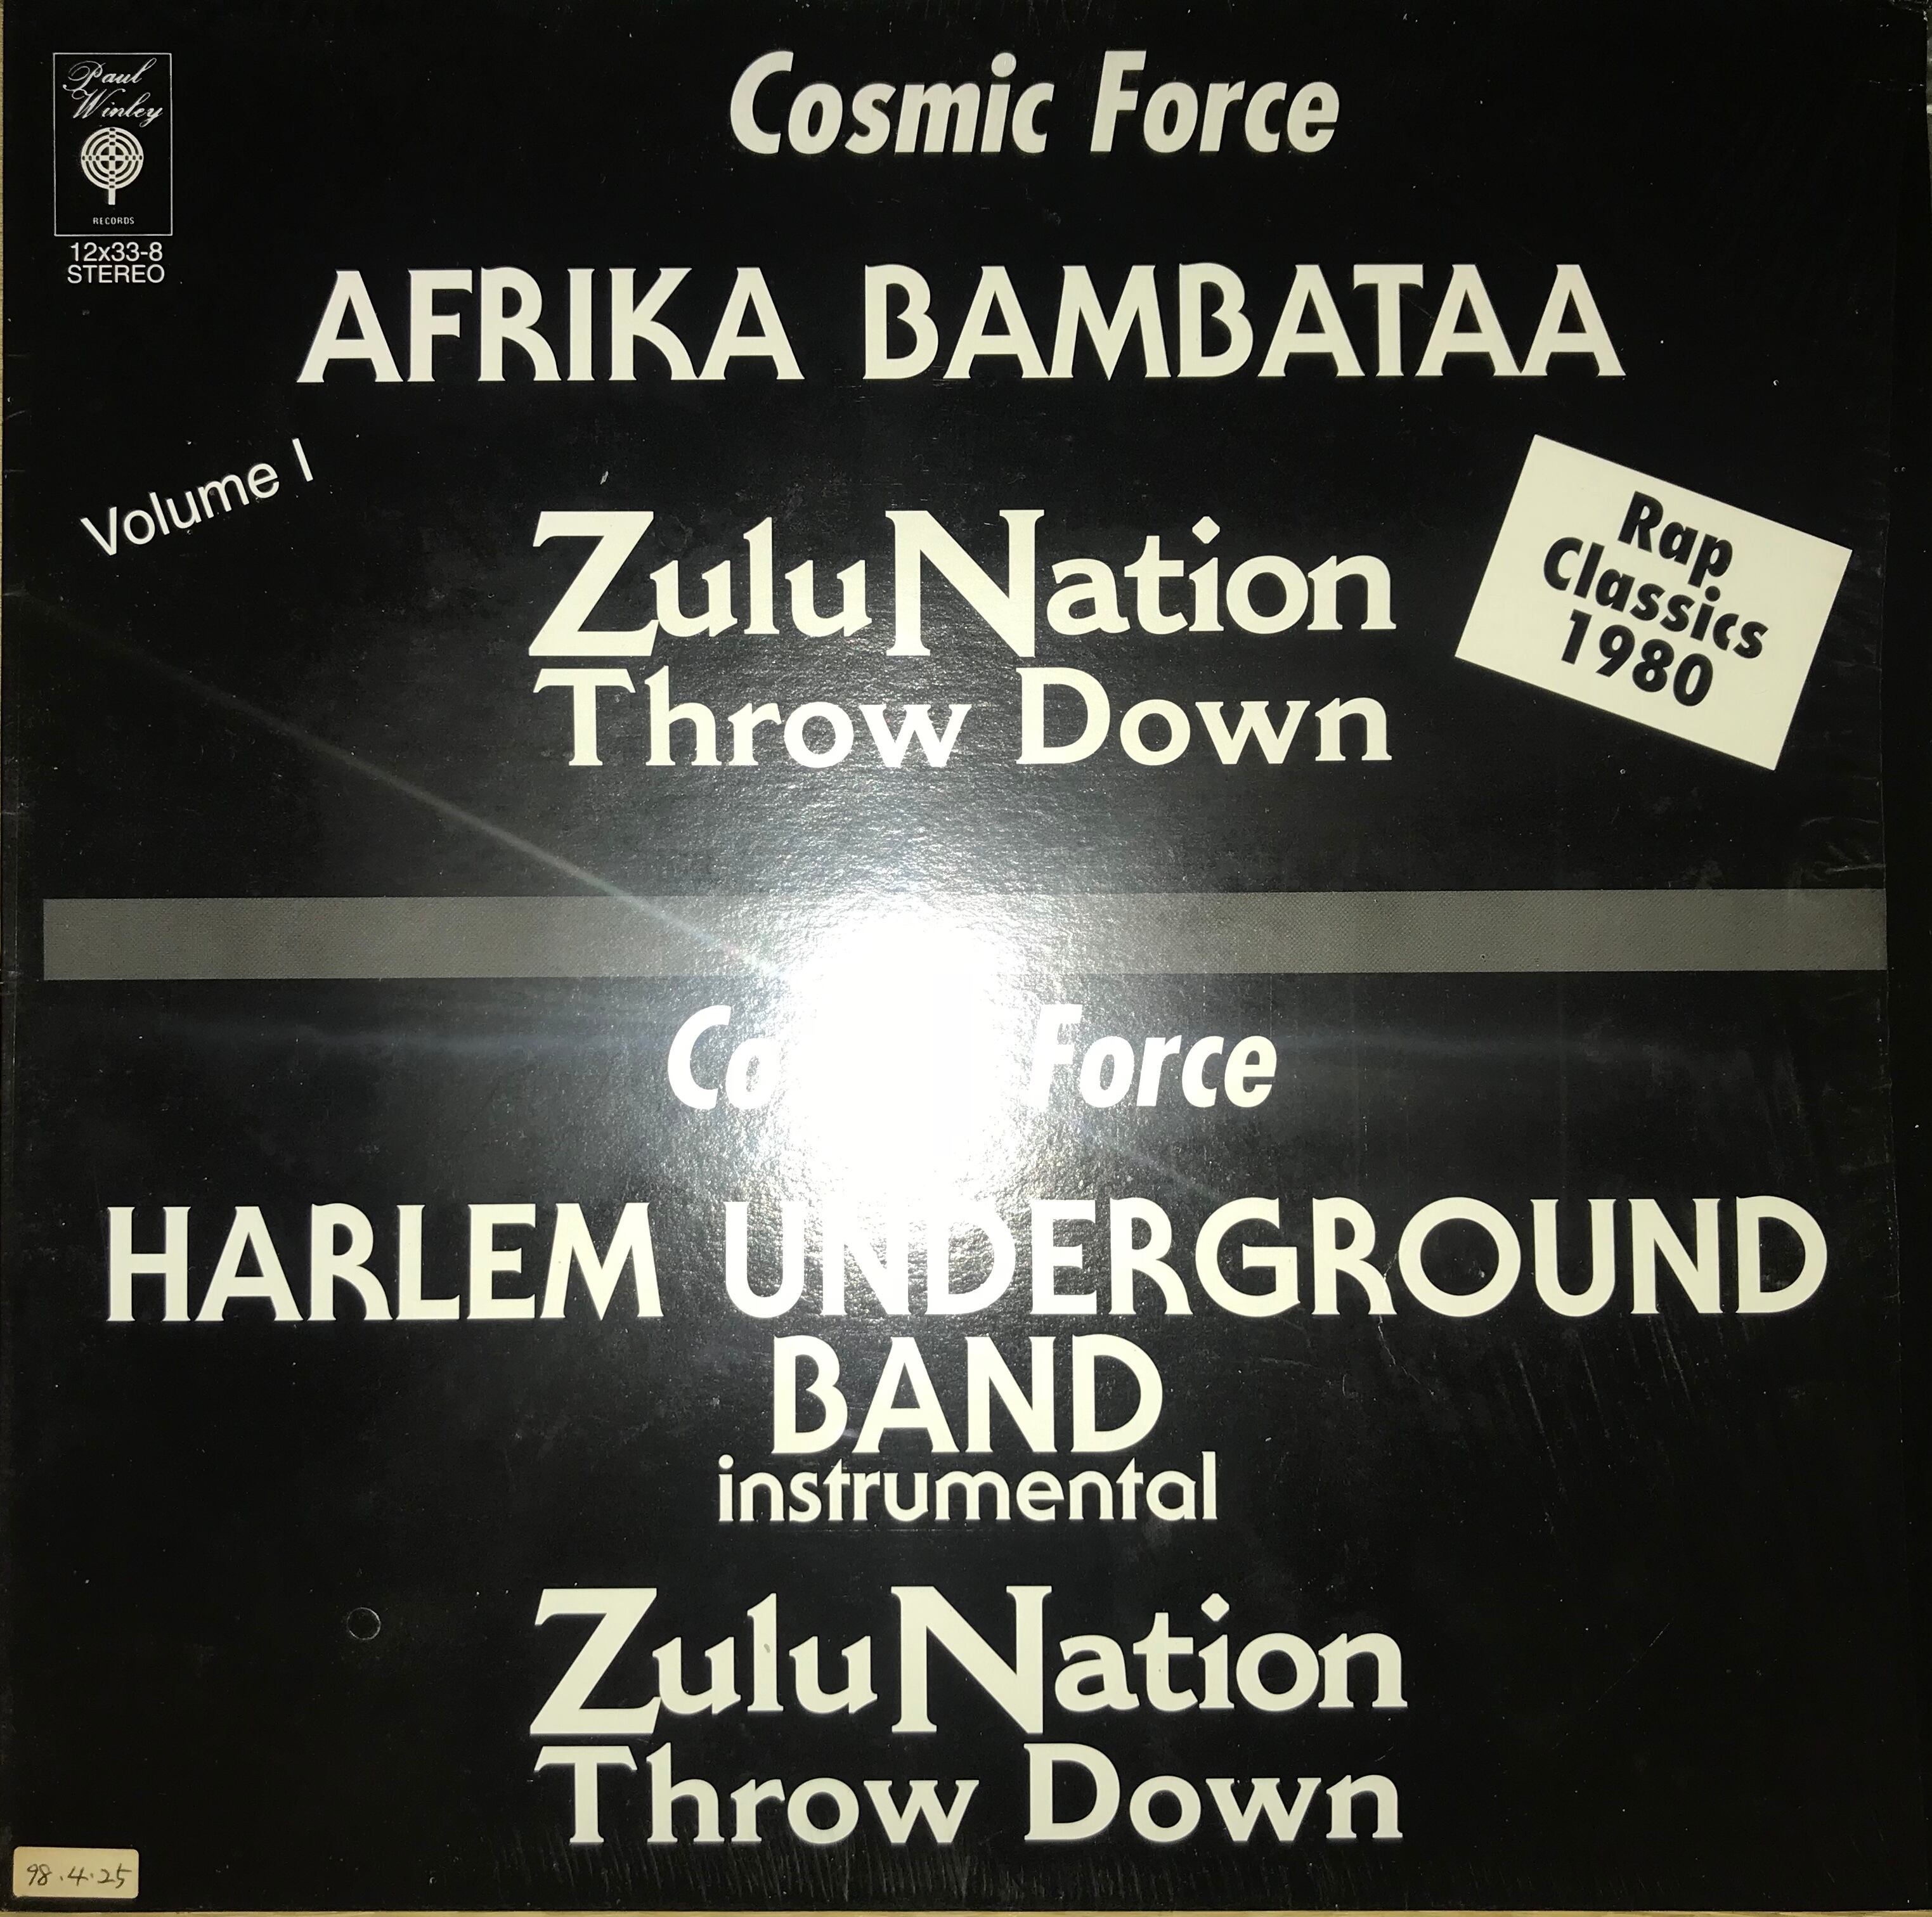 Paul
Winley
RECORDS
12x33-8
STEREO
Cosmic Force
AFRIKA BAMBATAA
Volume I
Zulu Nation
Throw Down
Rap
Classics
1980
Force
HARLEM UNDERGROUND
BAND
instrumental
Zulu Nation
Throw Down
98.4.25